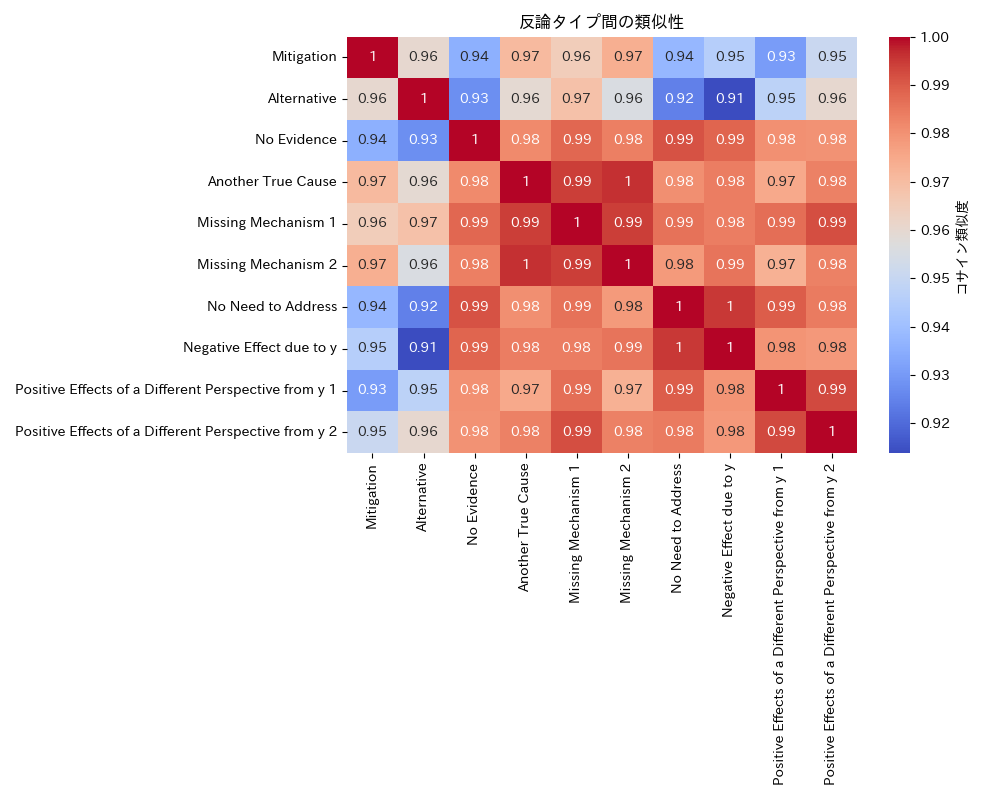 反論タイプ間の類似性
Mitigation 1 0.96 0.94 0.97 0.96 0.97 0.94 0.95 0.93 0.95
Alternative 0.96 1 0.93 0.96 0.97 0.96 0.92 0.91 0.95 0.96
No Evidence 0.94 0.93 1 0.98 0.99 0.98 0.99 0.99 0.98 0.98
Another True Cause 0.97 0.96 0.98 1 0.99 1 0.98 0.98 0.97 0.98
Missing Mechanism 1 0.96 0.97 0.99 0.99 1 0.99 0.99 0.98 0.99 0.99
Missing Mechanism 2 0.97 0.96 0.98 1 0.99 1 0.98 0.99 0.97 0.98
No Need to Address 0.94 0.92 0.99 0.98 0.99 0.98 1 1 0.99 0.98
Negative Effect due to y 0.95 0.91 0.99 0.98 0.98 0.99 1 1 0.98 0.98
Positive Effects of a Different Perspective from y 1 0.93 0.95 0.98 0.97 0.99 0.97 0.99 0.98 1 0.99
Positive Effects of a Different Perspective from y 2 0.95 0.96 0.98 0.98 0.99 0.98 0.98 0.98 0.99 1
Mitigation
Alternative
No Evidence
Another True Cause
Missing Mechanism 1
Missing Mechanism 2
No Need to Address
Negative Effect due to y
Positive Effects of a Different Perspective from y 1
Positive Effects of a Different Perspective from y 2
1.00
0.99
0.98
0.97
0.96
0.95
0.94
0.93
0.92
コサイン類似度